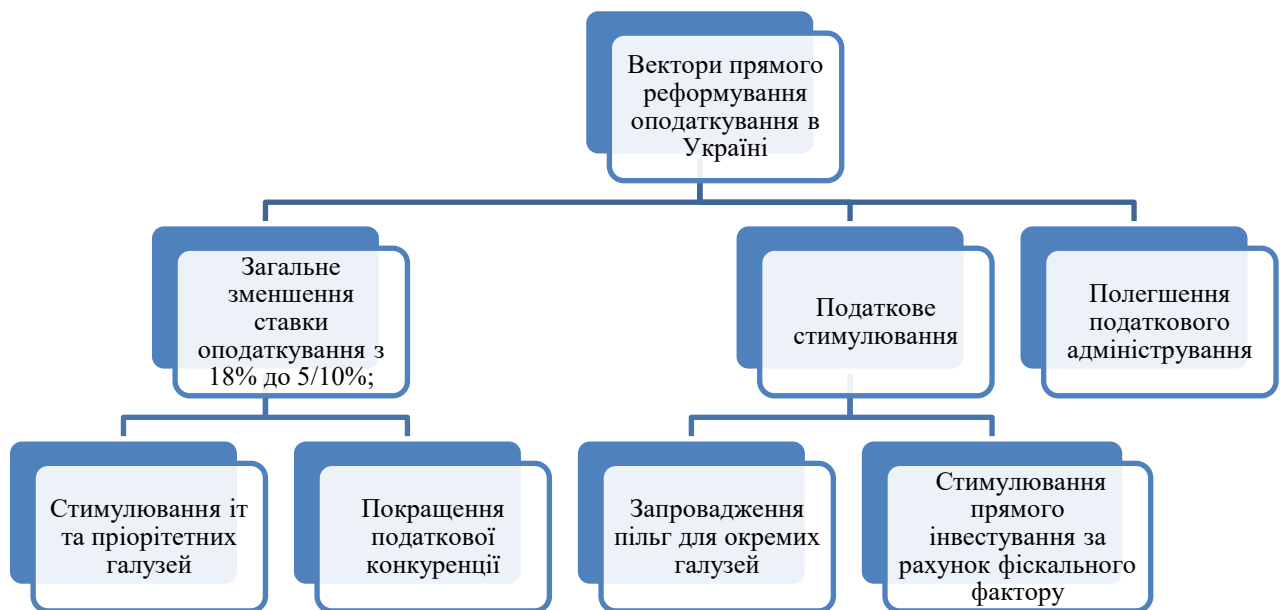 Вектори прямого
реформування
оподаткування в
Україні
Загальне
зменшення
ставки
оподаткування з
18% до 5/10%;
Податкове
стимулювання
Полегшення
податкового
адміністрування
Стимулювання іт
та пріорітетних
галузей
Покращення
податкової
конкуренції
Запровадження
пільг для окремих
галузей
Стимулювання
прямого
інвестування за
рахунок фіскального
фактору